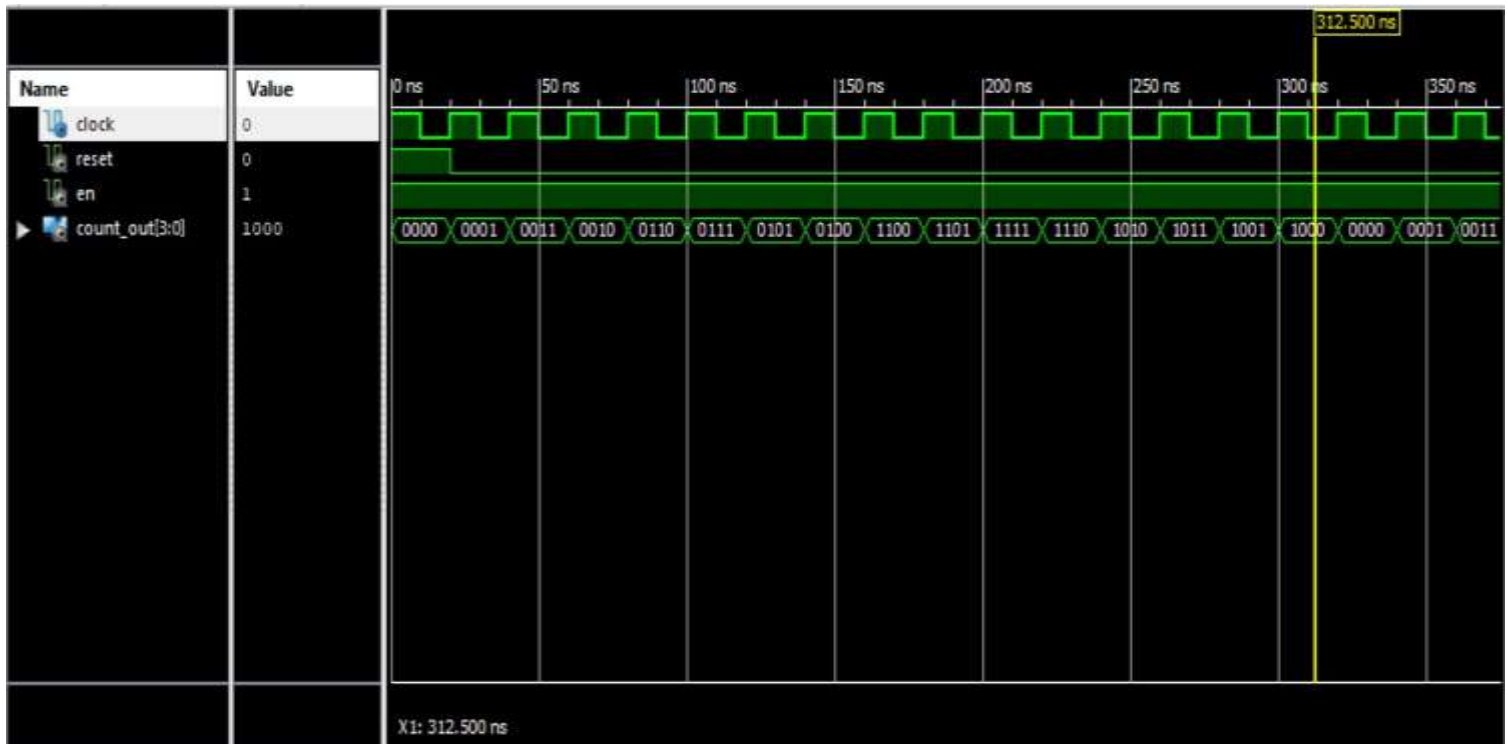 312.500 ns
Name Value 0 ns 50 ns 100 ns 150 ns 200 ns 250 ns 300 ns 350 ns
clock 0
reset 0
en 1
count_out[3:0] 1000 0000 0001 0011 0010 0110 0111 0101 0100 1100 1101 1111 1110 1010 1011 1001 1000 0000 0001 0011
X1: 312.500 ns